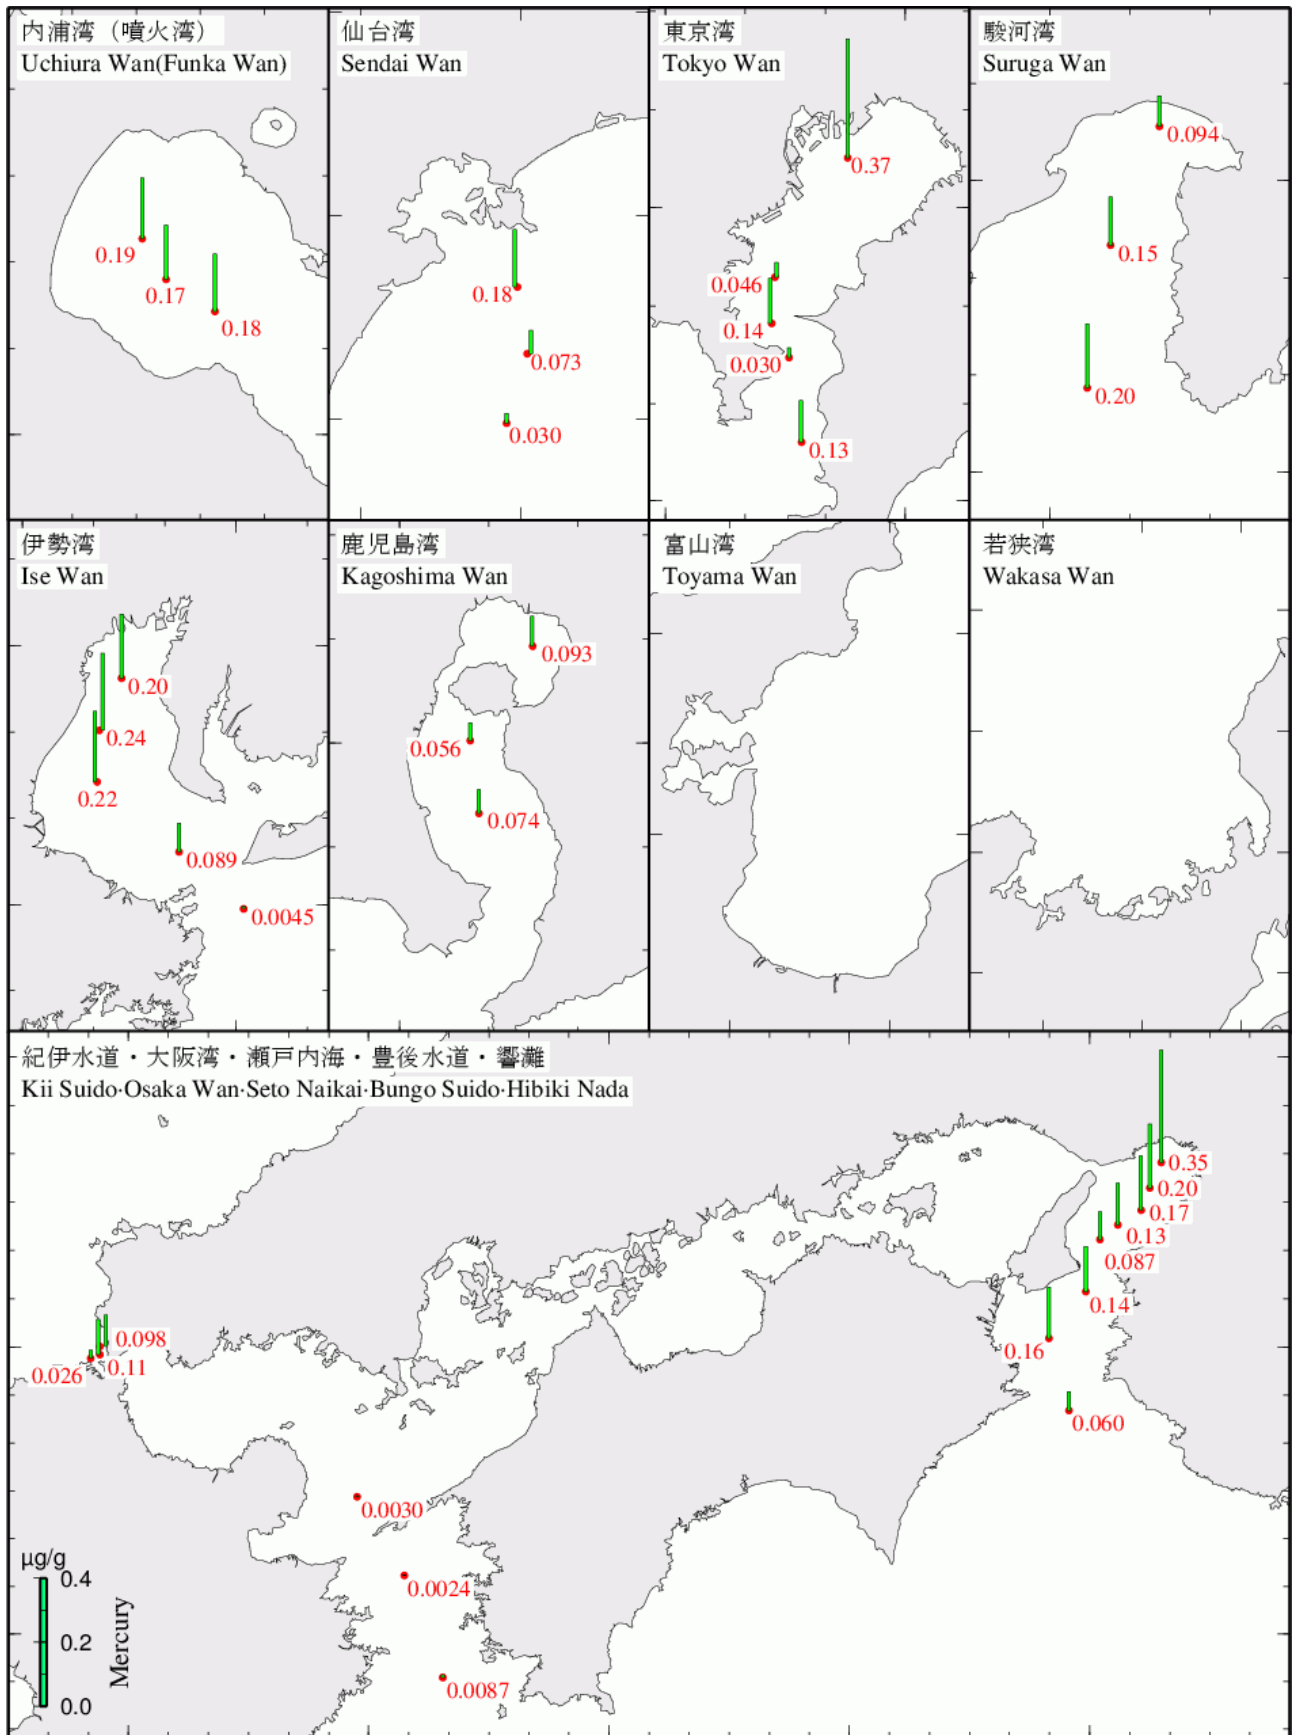 内浦湾（噴火湾）
Uchiura Wan(Funka Wan)
0.19
0.17
0.18
仙台湾
Sendai Wan
0.18
0.073
0.030
東京湾
Tokyo Wan
0.37
0.046
0.14
0.030
0.13
駿河湾
Suruga Wan
0.094
0.15
0.20
伊勢湾
Ise Wan
0.20
0.24
0.22
0.089
0.0045
鹿児島湾
Kagoshima Wan
0.093
0.056
0.074
富山湾
Toyama Wan
若狭湾
Wakasa Wan
紀伊水道・大阪湾・瀬戸内海・豊後水道・響灘
Kii Suido·Osaka Wan·Seto Naikai·Bungo Suido·Hibiki Nada
0.35
0.20
0.17
0.13
0.087
0.14
0.16
0.060
0.098
0.11
0.026
0.0030
0.0024
0.0087
µg/g
0.4
0.2
0.0
Mercury